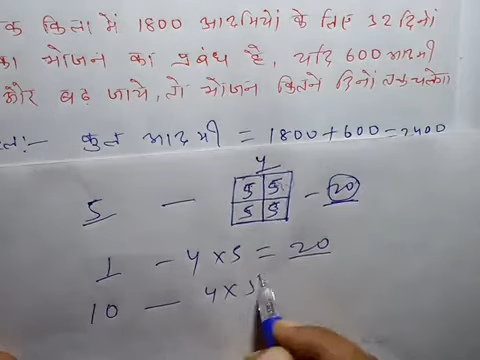 क किला में 1800 आदमियों के लिए 32 दिनों
का भोजन का प्रबंध है, यदि 600 आदमी
और बढ़ जाये, तो भोजन कितने दिनों तक चलेगा
कुल आदमी = 1800+600=2400
4
5 — 5 5 — 20
5 5
1 — 4×5 = 20
10 — 4×5